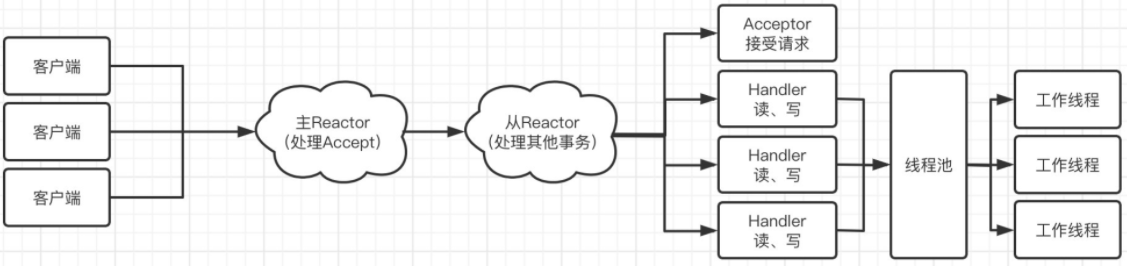 客户端
客户端
客户端
主Reactor
（处理Accept）
从Reactor
（处理其他事务）
Acceptor
接受请求
Handler
读、写
Handler
读、写
Handler
读、写
线程池
工作线程
工作线程
工作线程